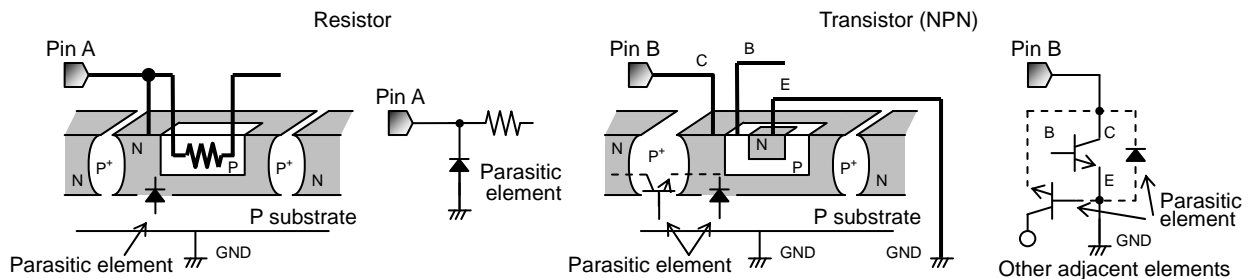 Resistor
Pin A
N
P+
N
P
P+
N
P substrate
Parasitic element
GND
Pin A
Parasitic
element
Transistor (NPN)
Pin B
C
B
E
N
P+
N
P
P+
N
P substrate
Parasitic element
GND
GND
Pin B
B
C
E
Parasitic
element
GND
Other adjacent elements